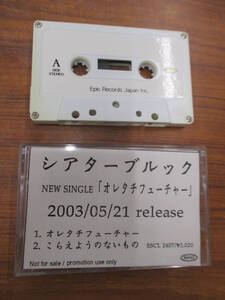 A
SIDE
STEREO
Epic Records Japan Inc.
シアターブルック
NEW SINGLE「オレタチフューチャー」
2003/05/21 release
1. オレタチフューチャー
2. こらえようのないもの ESCL 2407/¥1,020
Not for sale / promotion use only